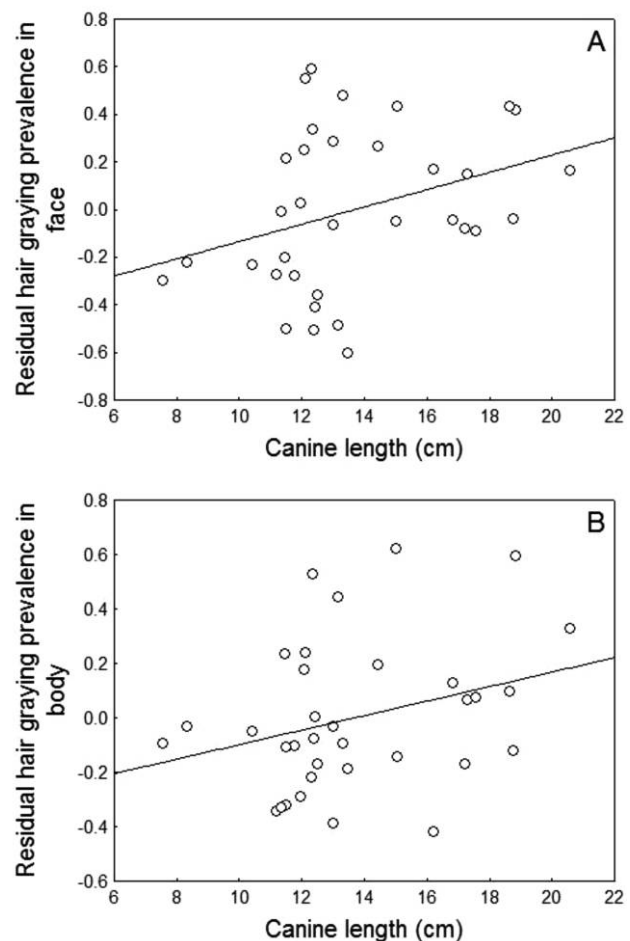 A
Residual hair graying prevalence in
face
0.8
0.6
0.4
0.2
0.0
-0.2
-0.4
-0.6
-0.8
6 8 10 12 14 16 18 20 22
Canine length (cm)
B
Residual hair graying prevalence in
body
0.8
0.6
0.4
0.2
0.0
-0.2
-0.4
-0.6
6 8 10 12 14 16 18 20 22
Canine length (cm)